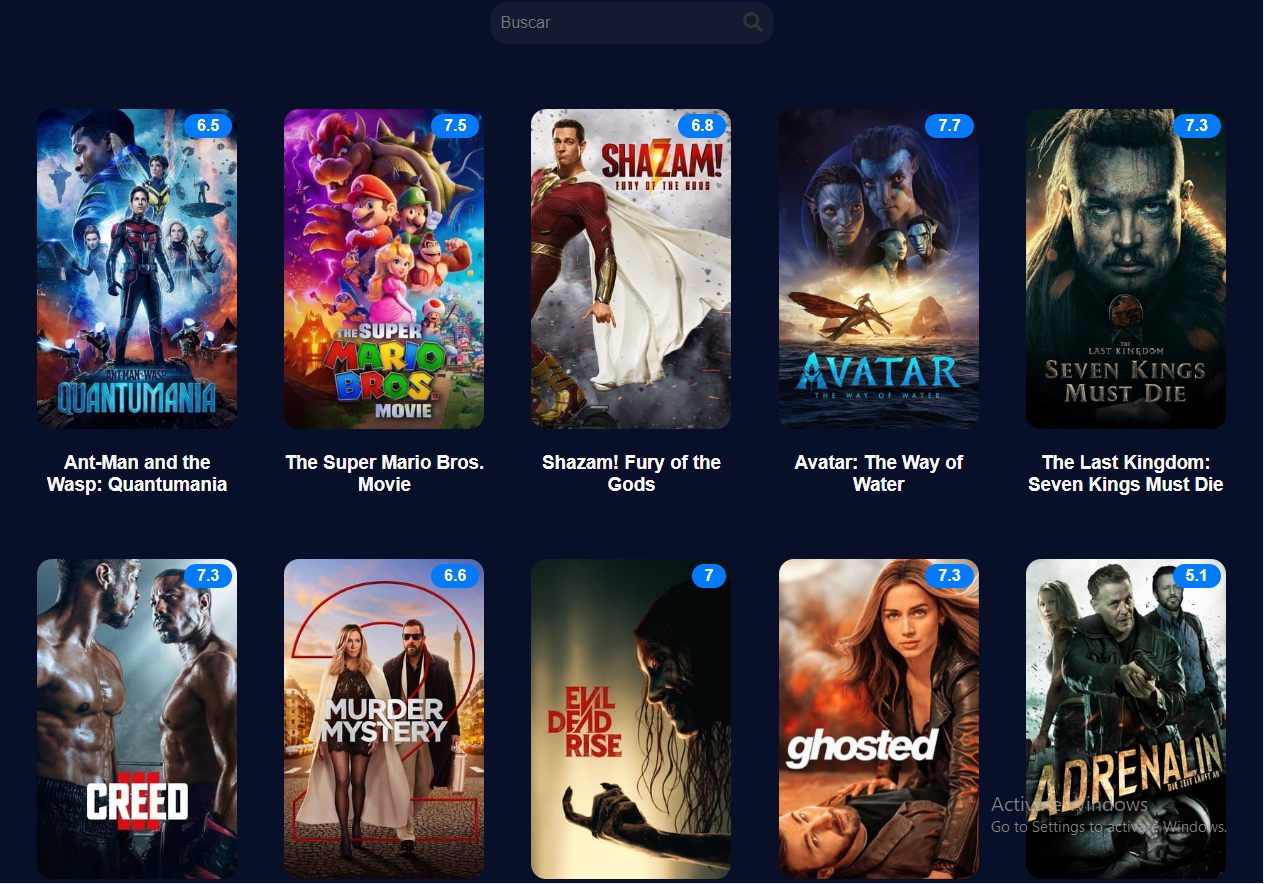 Buscar
6.5
7.5
6.8
7.7
7.3
SHAZAM!
FURY OF THE GODS
ANT-MAN AND THE WASP
QUANTUMANIA
THE SUPER
MARIO
BROS.
MOVIE
AVATAR
THE WAY OF WATER
THE
LAST KINGDOM
SEVEN KINGS
MUST DIE
Ant-Man and the
Wasp: Quantumania
The Super Mario Bros.
Movie
Shazam! Fury of the
Gods
Avatar: The Way of
Water
The Last Kingdom:
Seven Kings Must Die
7.3
6.6
7
7.3
5.1
CREED
III
2
MURDER
MYSTERY
EVIL
DEAD
RISE
ghosted
ADRENALIN
DIE ZEIT LÄUFT AB
Activate Windows
Go to Settings to activate Windows.